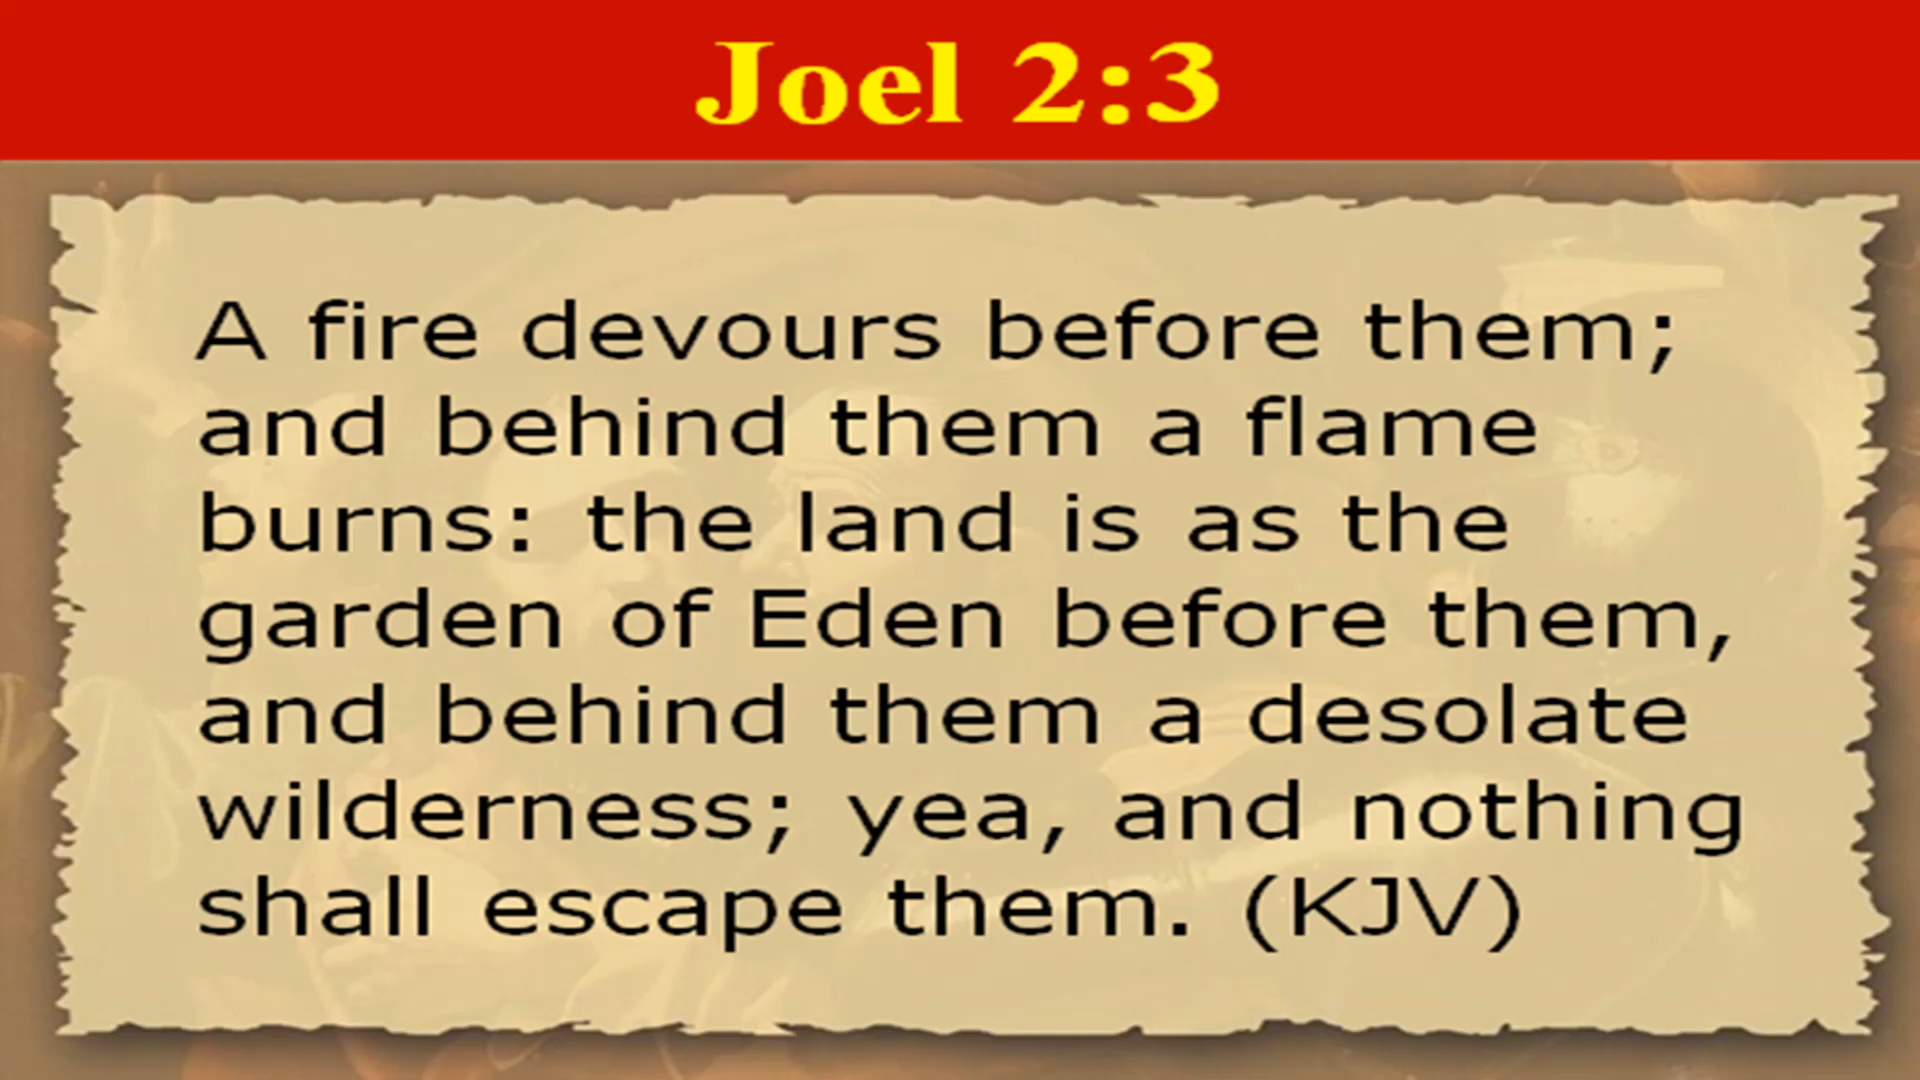 Joel 2:3
A fire devours before them;
and behind them a flame
burns: the land is as the
garden of Eden before them,
and behind them a desolate
wilderness; yea, and nothing
shall escape them. (KJV)